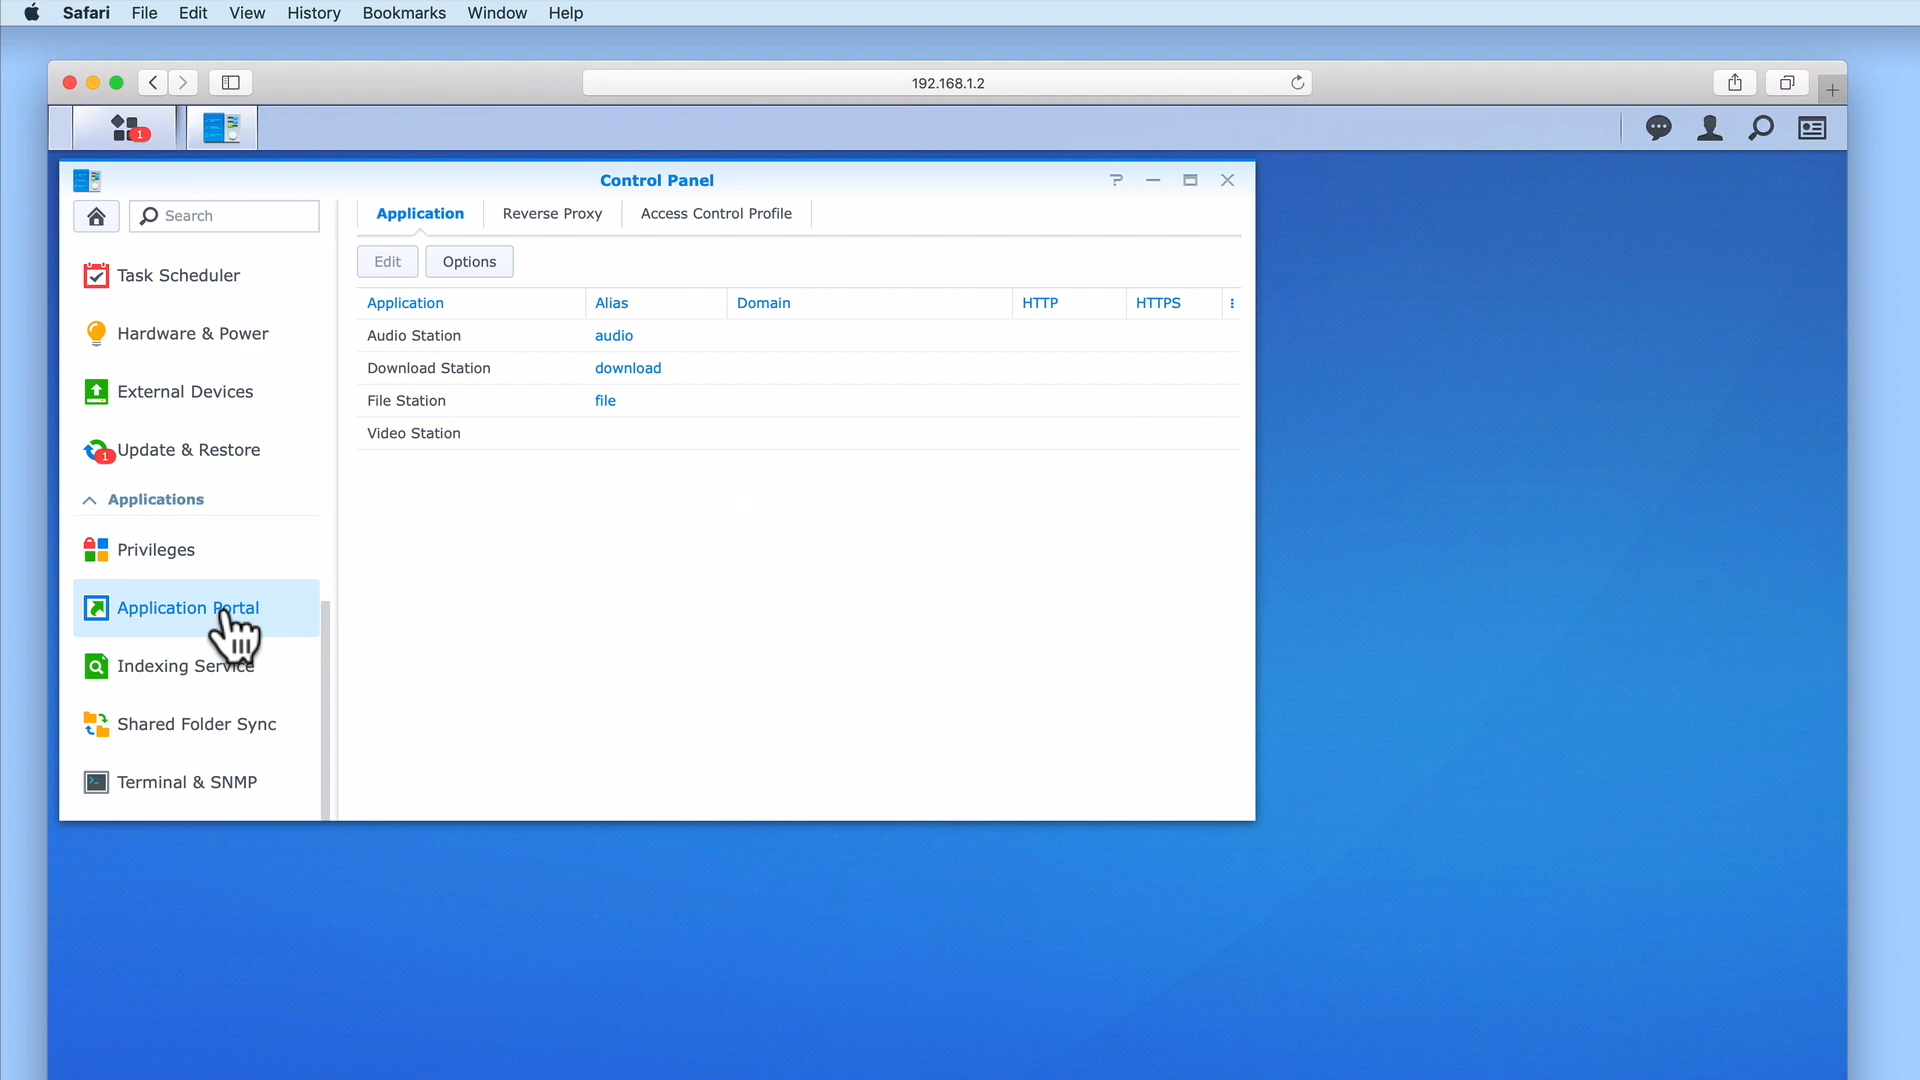 Safari File Edit View History Bookmarks Window Help
192.168.1.2
1
Control Panel
Search
Application Reverse Proxy Access Control Profile
Edit Options
Application Alias Domain HTTP HTTPS
Audio Station audio
Download Station download
File Station file
Video Station
Task Scheduler
Hardware & Power
External Devices
1 Update & Restore
Applications
Privileges
Application Portal
Indexing Service
Shared Folder Sync
Terminal & SNMP